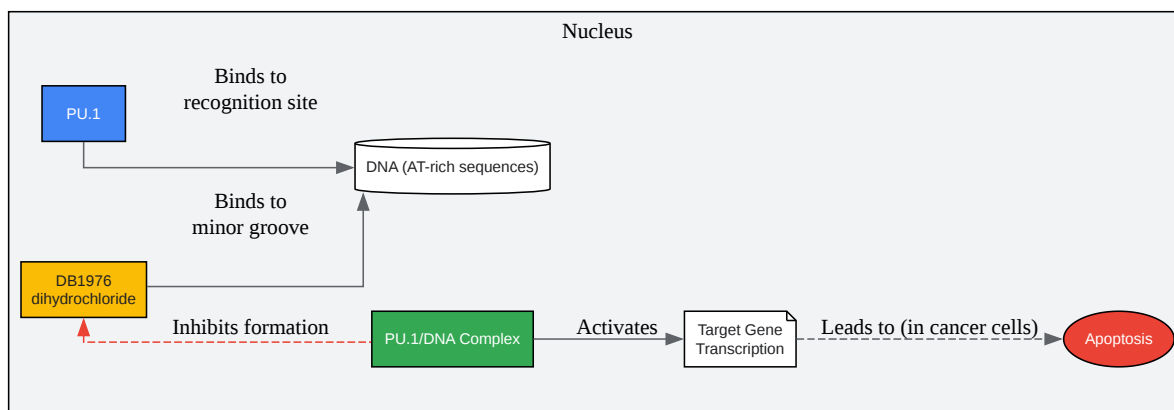 Nucleus
Binds to
recognition site
PU.1
DNA (AT-rich sequences)
Binds to
minor groove
DB1976
dihydrochloride
Inhibits formation
PU.1/DNA Complex
Activates
Target Gene
Transcription
Leads to (in cancer cells)
Apoptosis